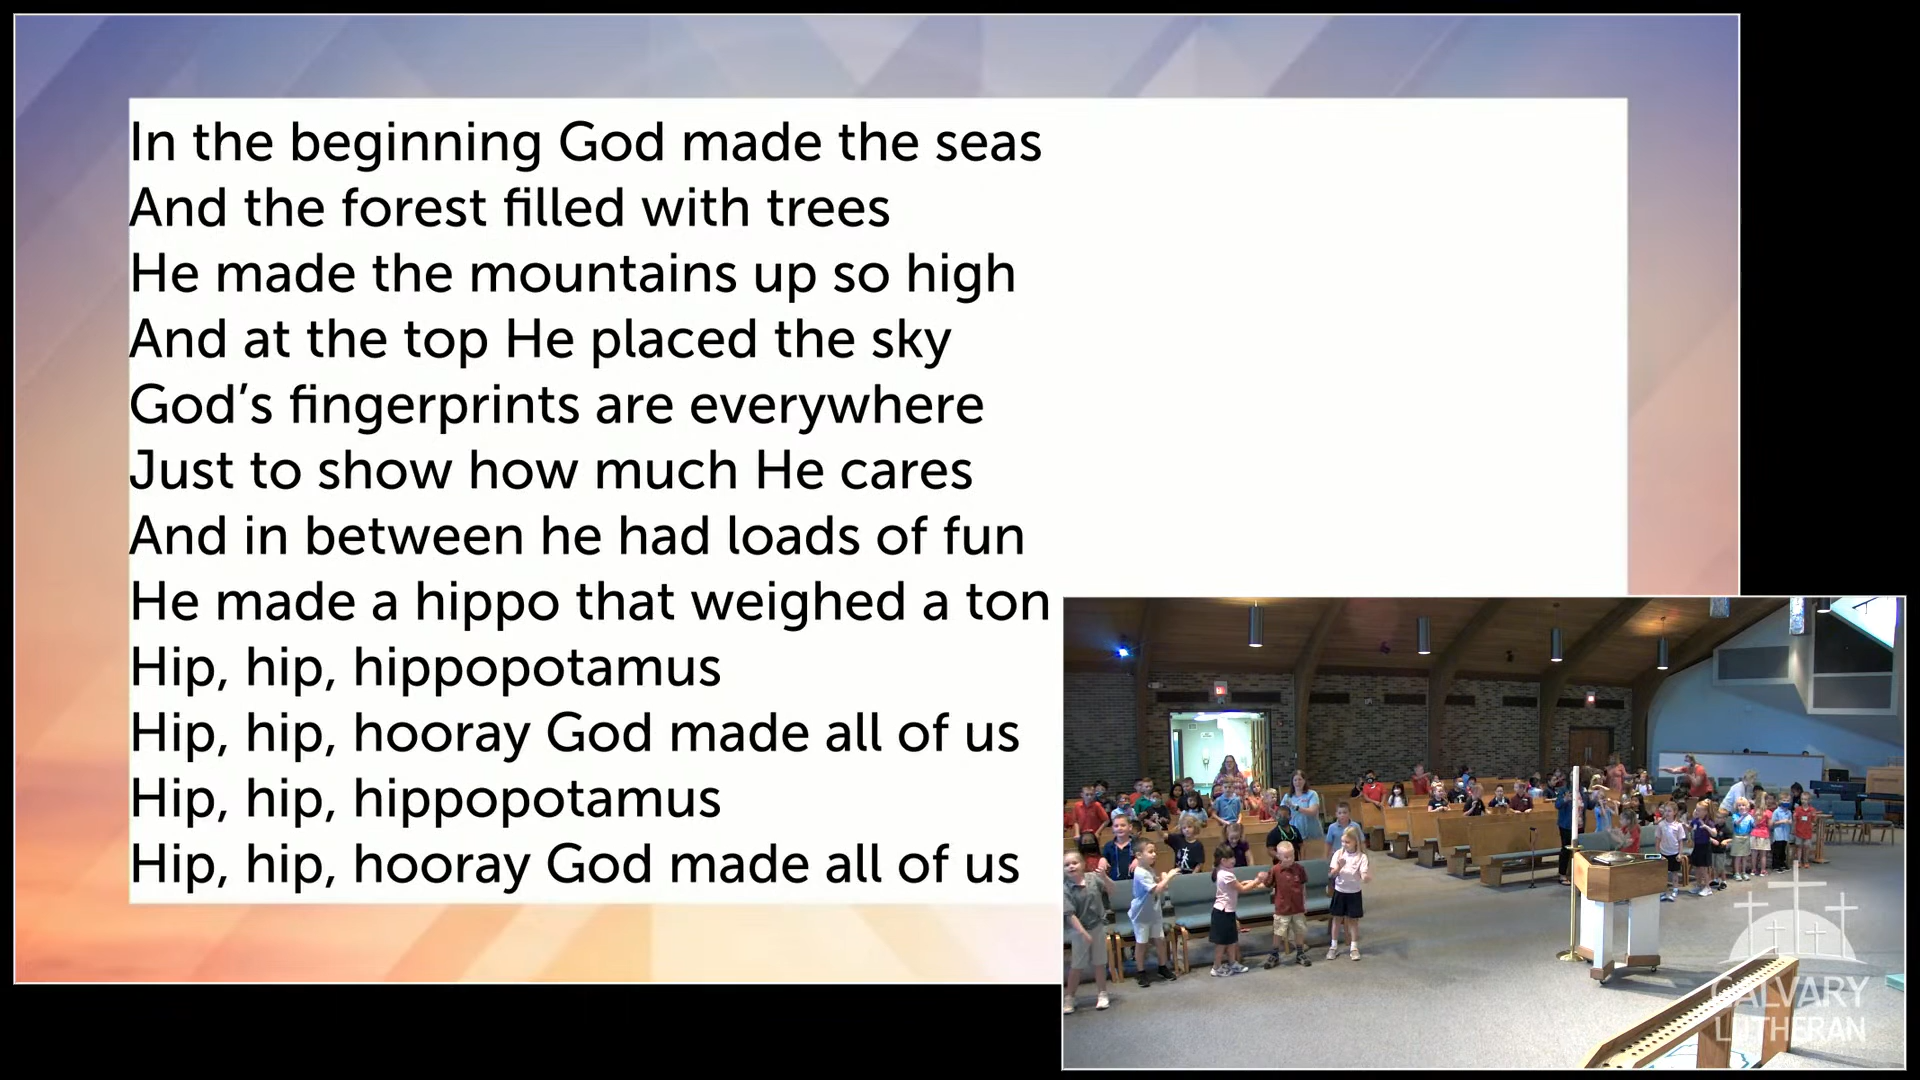 In the beginning God made the seas
And the forest filled with trees
He made the mountains up so high
And at the top He placed the sky
God’s fingerprints are everywhere
Just to show how much He cares
And in between he had loads of fun
He made a hippo that weighed a ton
Hip, hip, hippopotamus
Hip, hip, hooray God made all of us
Hip, hip, hippopotamus
Hip, hip, hooray God made all of us
CALVARY
LUTHERAN